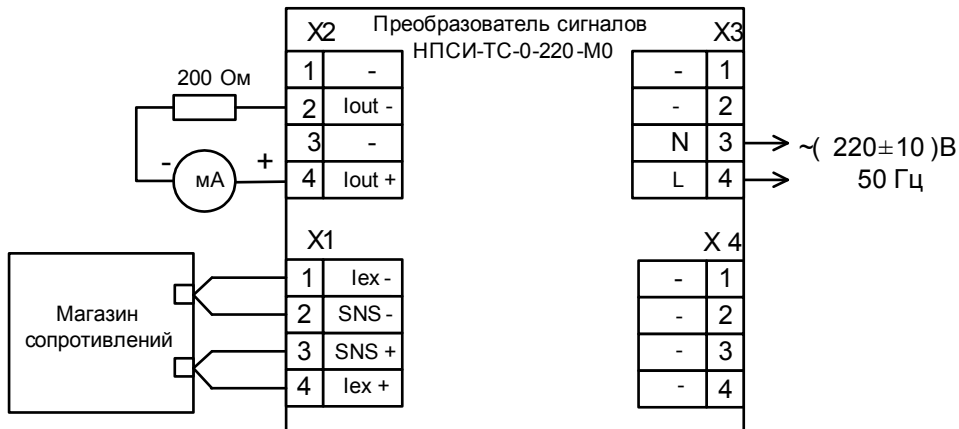 Преобразователь сигналов
НПСИ-ТС-0-220-М0
X2
1 -
2 Iout -
3 -
4 Iout +
200 Ом
- мА +
X3
- 1
- 2
N 3
L 4
~( 220±10 )В
50 Гц
X1
1 Iex -
2 SNS -
3 SNS +
4 Iex +
Магазин
сопротивлений
X 4
- 1
- 2
- 3
- 4